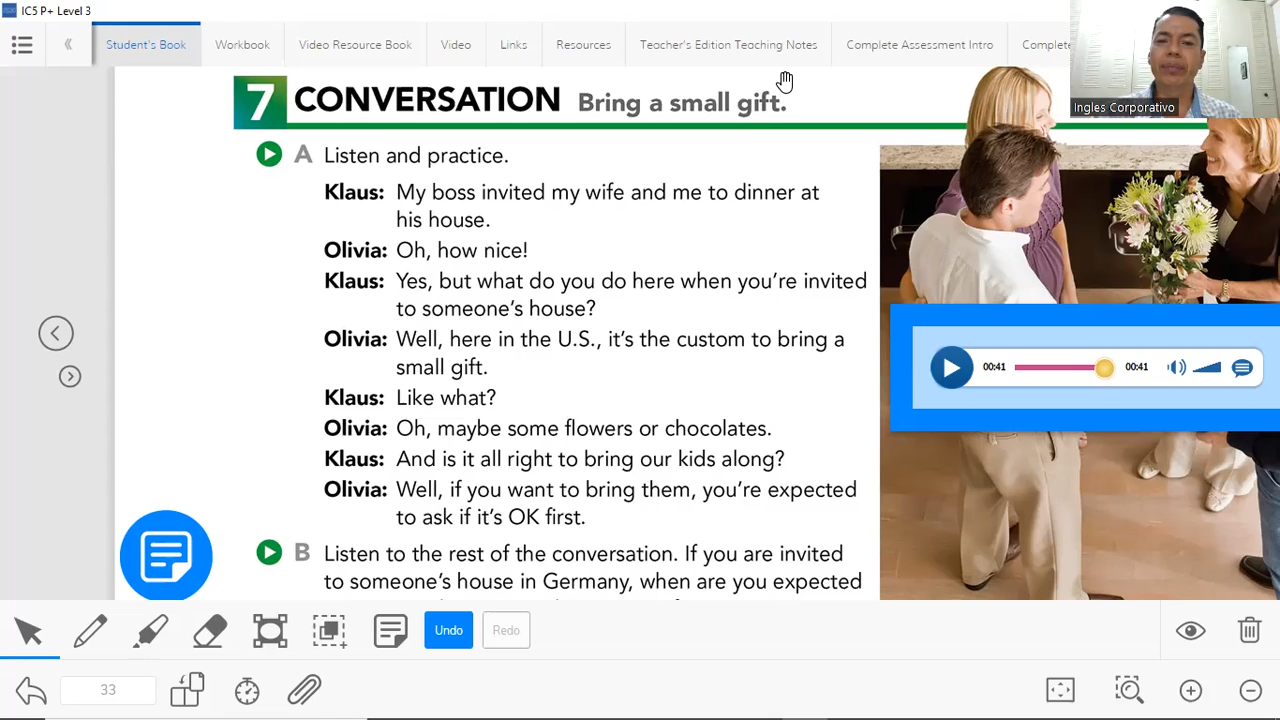 IC5 P+ Level 3
Student's Book Workbook Video Resource Book Video Links Resources Teacher's Edition Teaching Notes Complete Assessment Intro Complete
Ingles Corporativo
7 CONVERSATION Bring a small gift.
A Listen and practice.
Klaus: My boss invited my wife and me to dinner at
his house.
Olivia: Oh, how nice!
Klaus: Yes, but what do you do here when you're invited
to someone's house?
Olivia: Well, here in the U.S., it's the custom to bring a
small gift.
Klaus: Like what?
Olivia: Oh, maybe some flowers or chocolates.
Klaus: And is it all right to bring our kids along?
Olivia: Well, if you want to bring them, you're expected
to ask if it's OK first.
B Listen to the rest of the conversation. If you are invited
to someone's house in Germany, when are you expected
00:41 00:41
Undo Redo
33